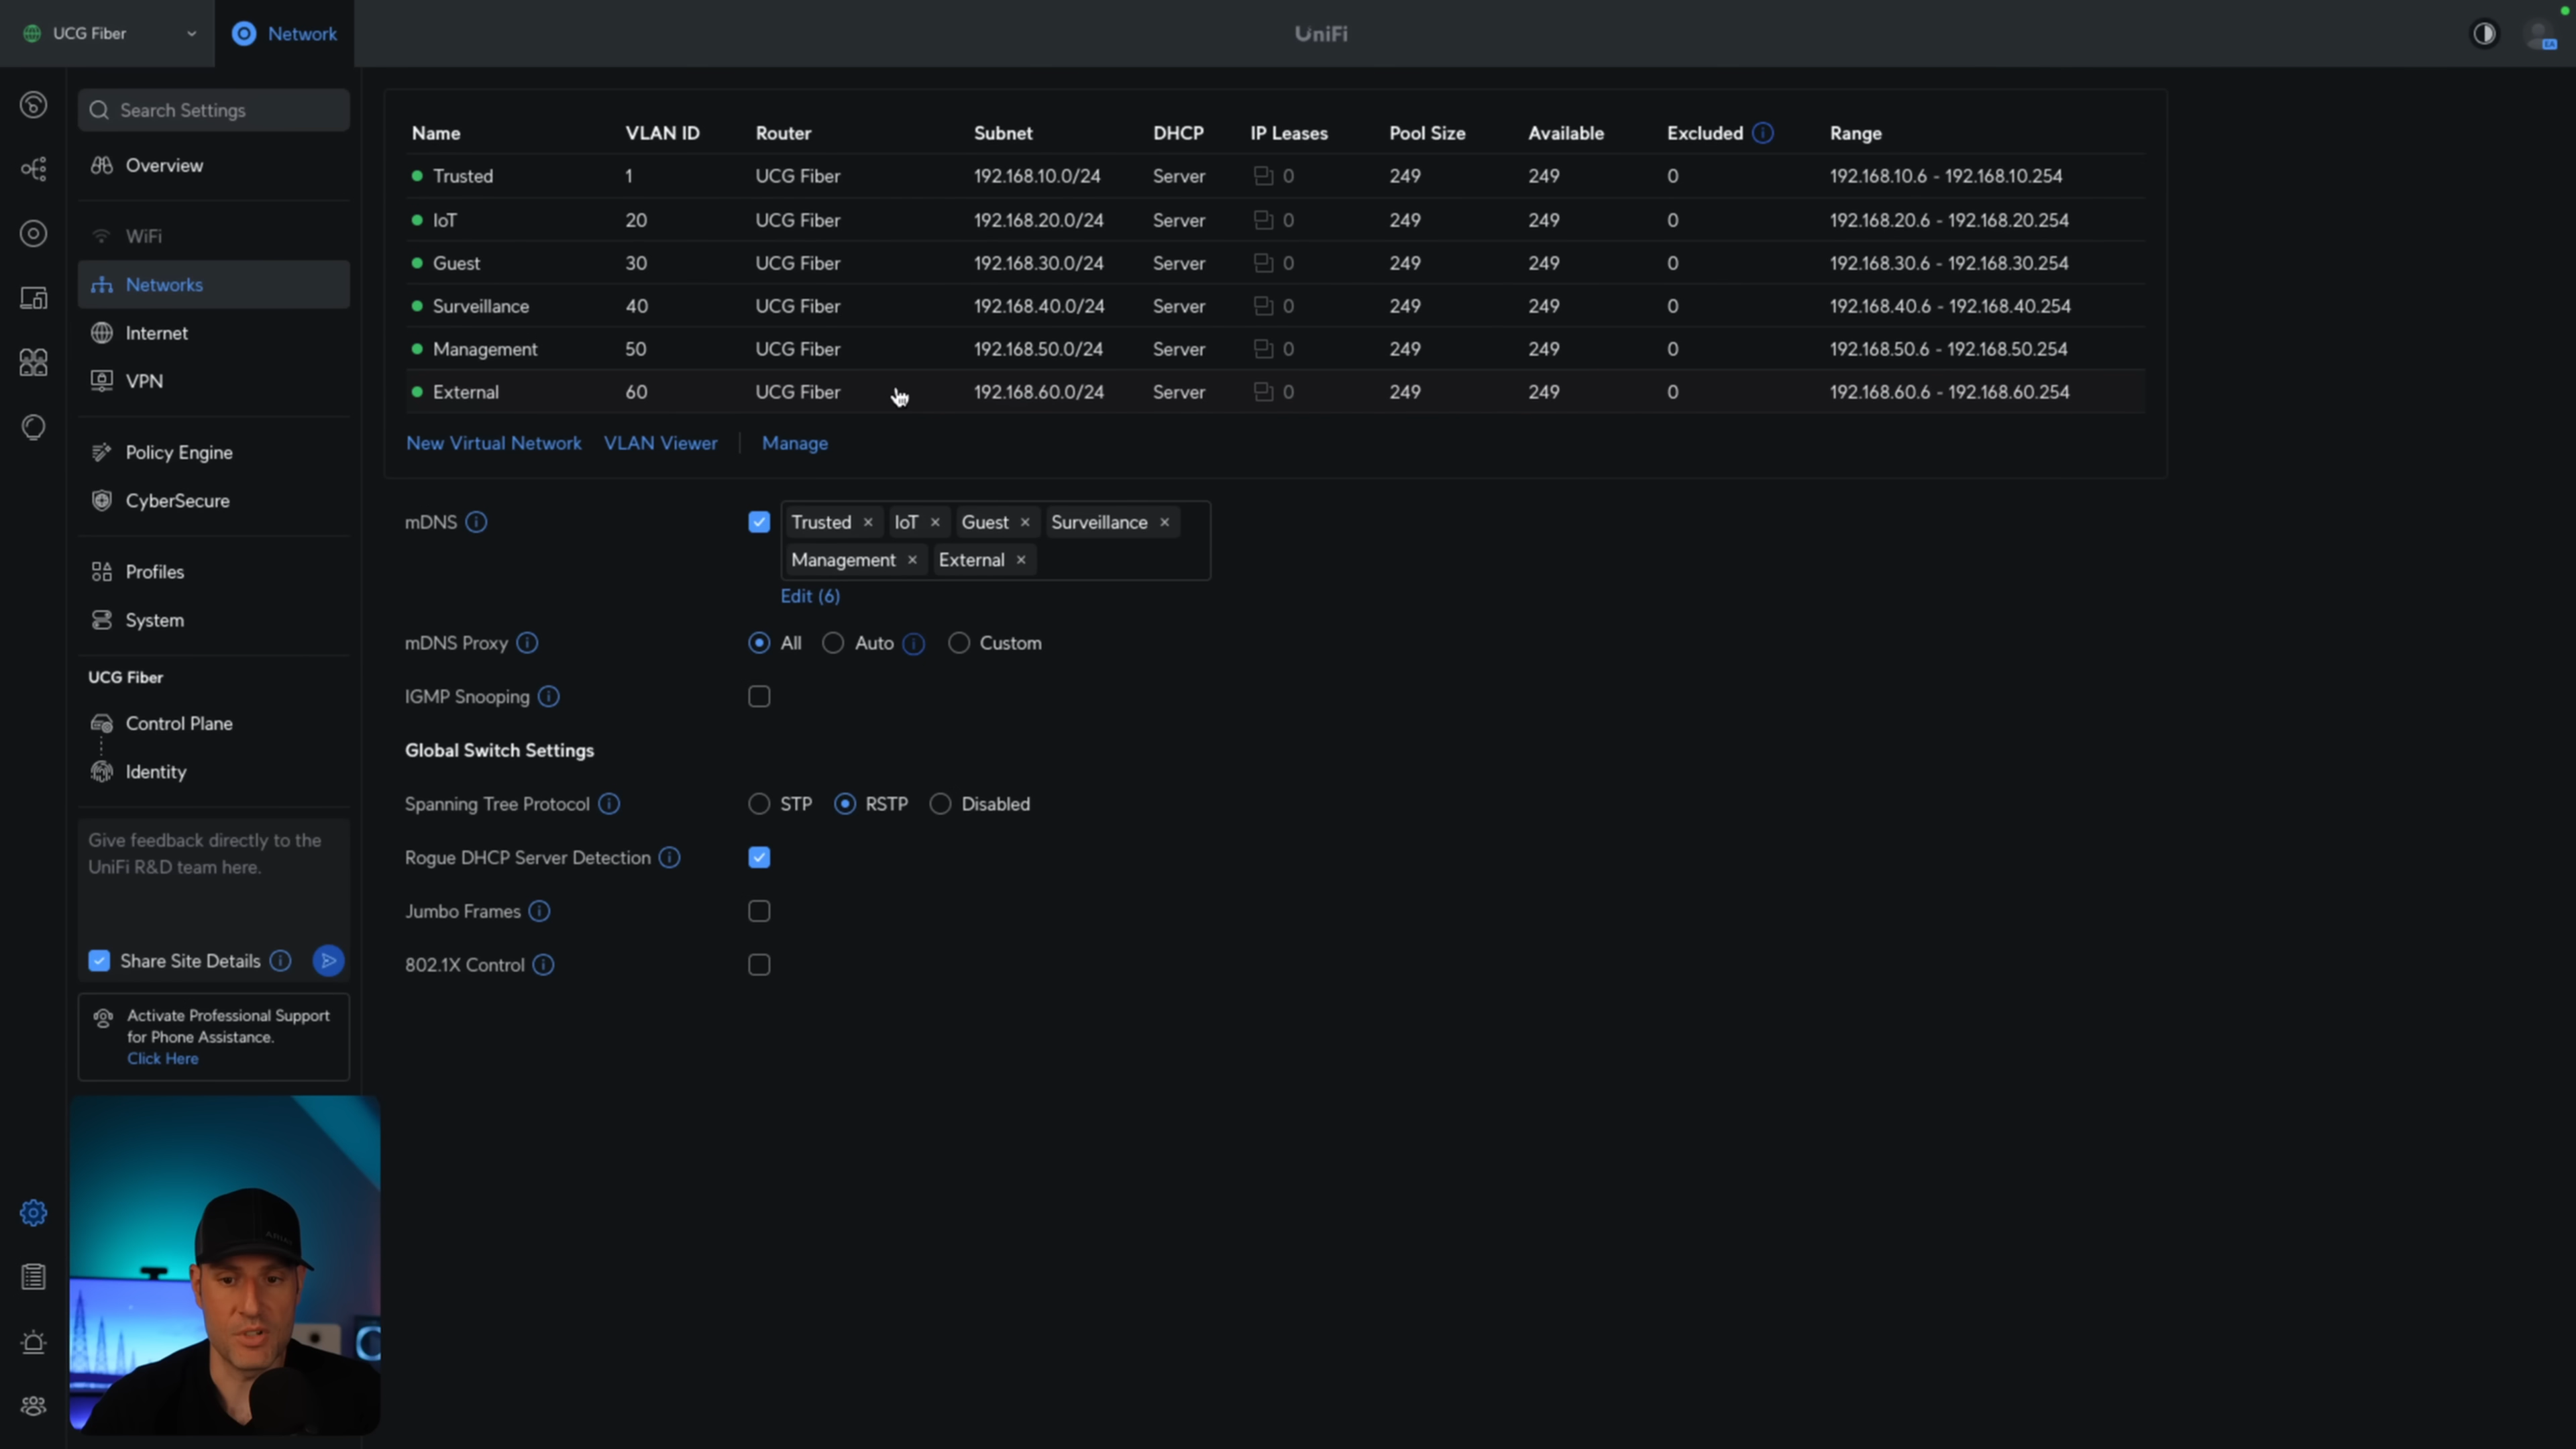 UCG Fiber
Network
UniFi
EA
Search Settings
Overview
WiFi
Networks
Internet
VPN
Policy Engine
CyberSecure
Profiles
System
UCG Fiber
Control Plane
Identity
Give feedback directly to the
UniFi R&D team here.
Share Site Details
Activate Professional Support
for Phone Assistance.
Click Here
Name VLAN ID Router Subnet DHCP IP Leases Pool Size Available Excluded Range
Trusted 1 UCG Fiber 192.168.10.0/24 Server 0 249 249 0 192.168.10.6 - 192.168.10.254
IoT 20 UCG Fiber 192.168.20.0/24 Server 0 249 249 0 192.168.20.6 - 192.168.20.254
Guest 30 UCG Fiber 192.168.30.0/24 Server 0 249 249 0 192.168.30.6 - 192.168.30.254
Surveillance 40 UCG Fiber 192.168.40.0/24 Server 0 249 249 0 192.168.40.6 - 192.168.40.254
Management 50 UCG Fiber 192.168.50.0/24 Server 0 249 249 0 192.168.50.6 - 192.168.50.254
External 60 UCG Fiber 192.168.60.0/24 Server 0 249 249 0 192.168.60.6 - 192.168.60.254
New Virtual Network VLAN Viewer | Manage
mDNS Trusted × IoT × Guest × Surveillance ×
Management × External ×
Edit (6)
mDNS Proxy All Auto Custom
IGMP Snooping
Global Switch Settings
Spanning Tree Protocol STP RSTP Disabled
Rogue DHCP Server Detection
Jumbo Frames
802.1X Control